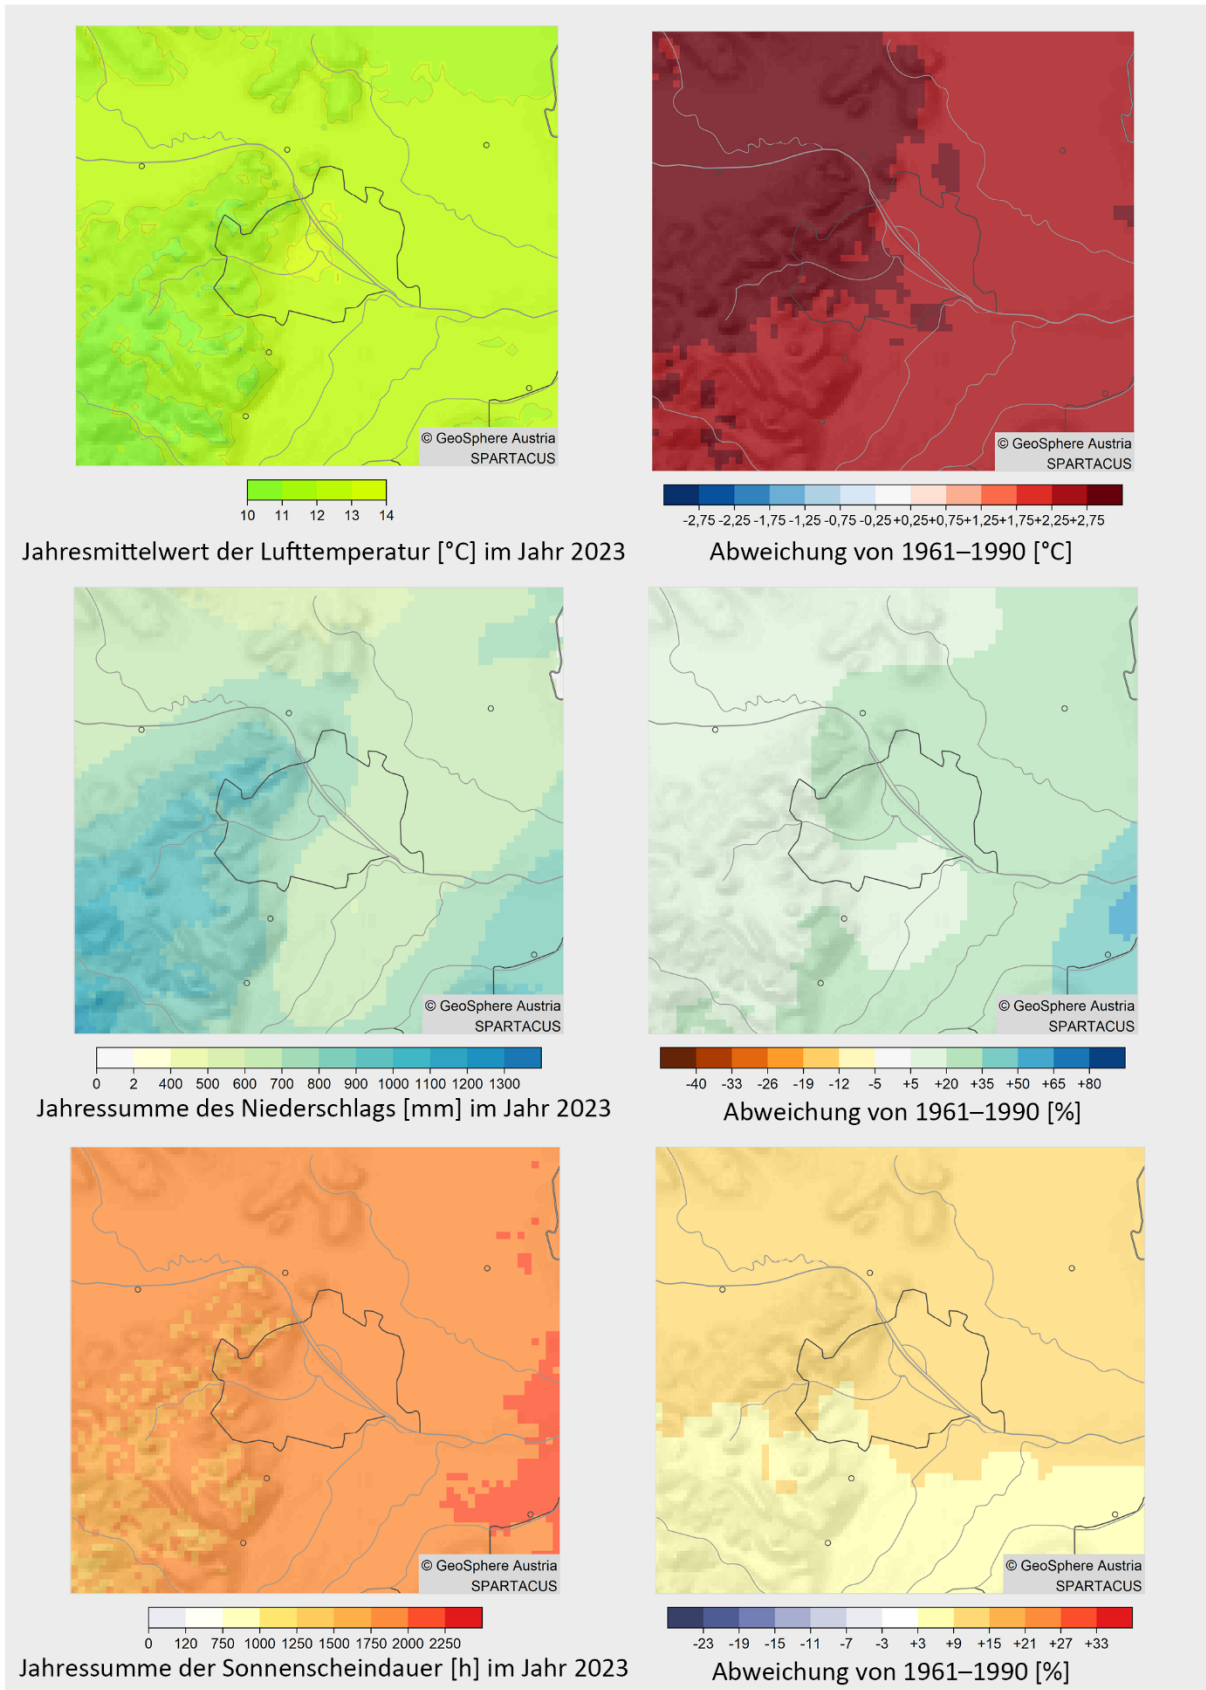 © GeoSphere Austria
SPARTACUS
© GeoSphere Austria
SPARTACUS
10 11 12 13 14
-2,75 -2,25 -1,75 -1,25 -0,75 -0,25 +0,25 +0,75 +1,25 +1,75 +2,25 +2,75
Jahresmittelwert der Lufttemperatur [°C] im Jahr 2023
Abweichung von 1961–1990 [°C]
© GeoSphere Austria
SPARTACUS
© GeoSphere Austria
SPARTACUS
0 2 400 500 600 700 800 900 1000 1100 1200 1300
-40 -33 -26 -19 -12 -5 +5 +20 +35 +50 +65 +80
Jahressumme des Niederschlags [mm] im Jahr 2023
Abweichung von 1961–1990 [%]
© GeoSphere Austria
SPARTACUS
© GeoSphere Austria
SPARTACUS
0 120 750 1000 1250 1500 1750 2000 2250
-23 -19 -15 -11 -7 -3 +3 +9 +15 +21 +27 +33
Jahressumme der Sonnenscheindauer [h] im Jahr 2023
Abweichung von 1961–1990 [%]